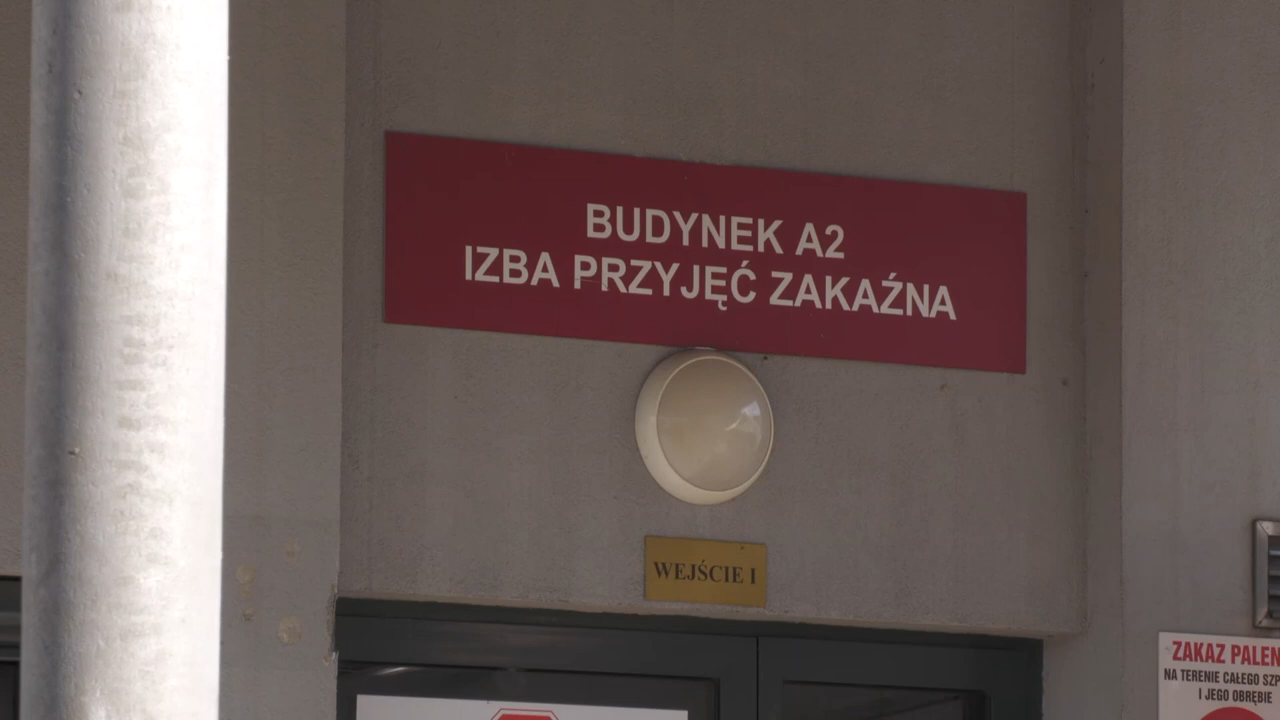 BUDYNEK A2
IZBA PRZYJĘĆ ZAKAŹNA
WEJŚCIE I
ZAKAZ PALEN
NA TERENIE CAŁEGO SZP
I JEGO OBRĘBIE